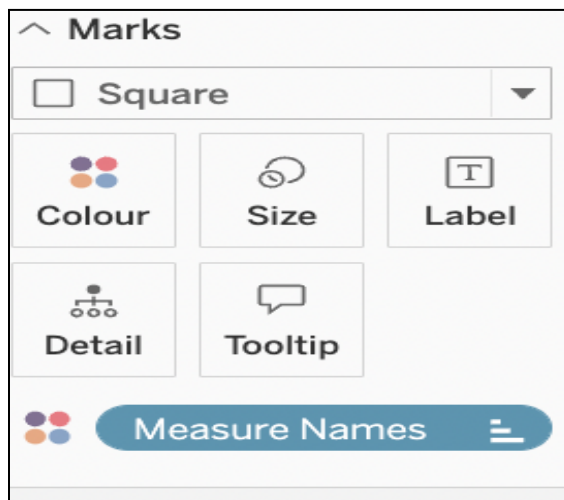 Marks
Square
Colour Size Label
T
Detail Tooltip
Measure Names